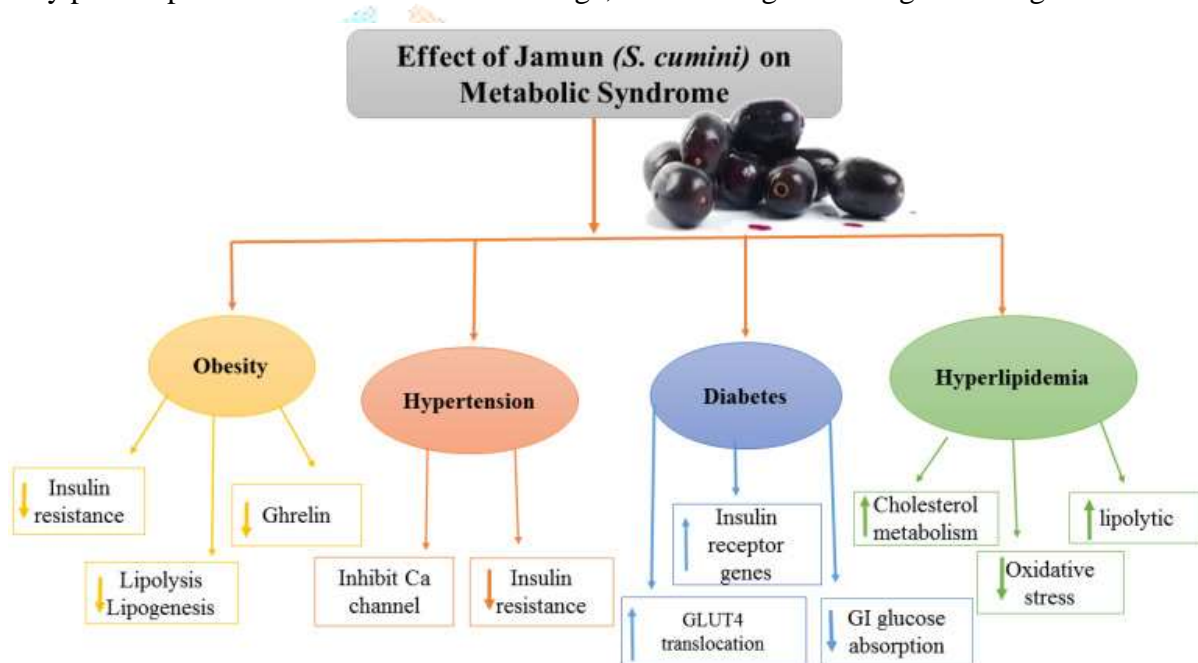 Effect of Jamun (S. cumini) on
Metabolic Syndrome
Obesity
Hypertension
Diabetes
Hyperlipidemia
Insulin
resistance
Ghrelin
Lipolysis
Lipogenesis
Inhibit Ca
channel
Insulin
resistance
Insulin
receptor
genes
GLUT4
translocation
GI glucose
absorption
Cholesterol
metabolism
Oxidative
stress
lipolytic